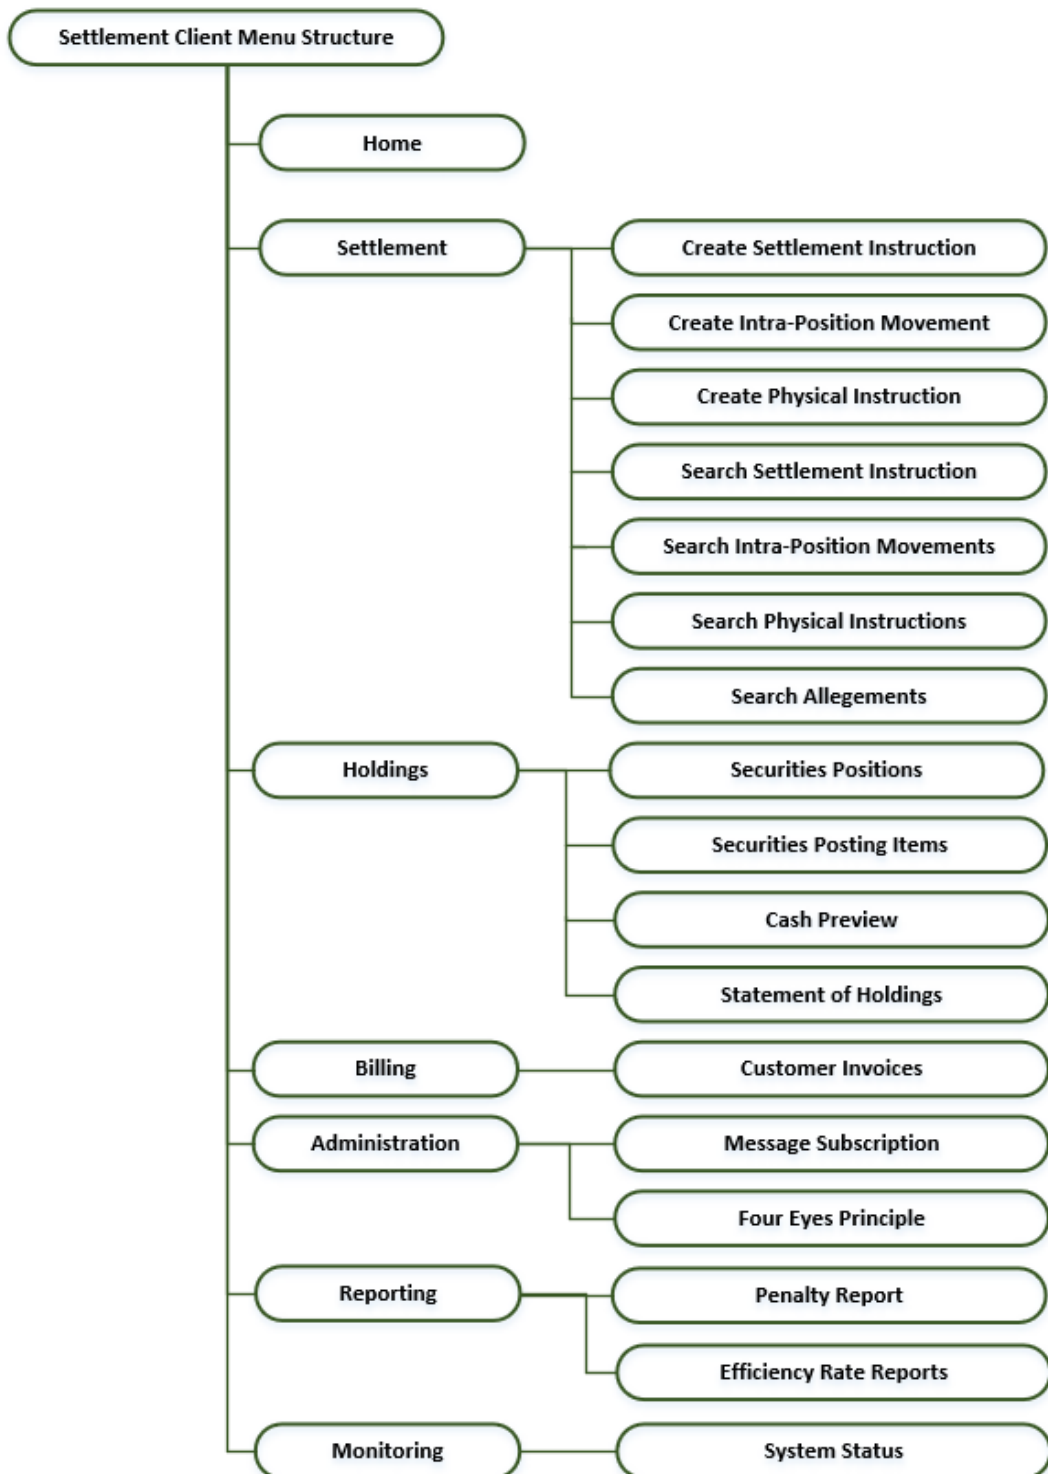 Settlement Client Menu Structure
Home
Settlement
Create Settlement Instruction
Create Intra-Position Movement
Create Physical Instruction
Search Settlement Instruction
Search Intra-Position Movements
Search Physical Instructions
Search Allegements
Holdings
Securities Positions
Securities Posting Items
Cash Preview
Statement of Holdings
Billing
Customer Invoices
Administration
Message Subscription
Four Eyes Principle
Reporting
Penalty Report
Efficiency Rate Reports
Monitoring
System Status